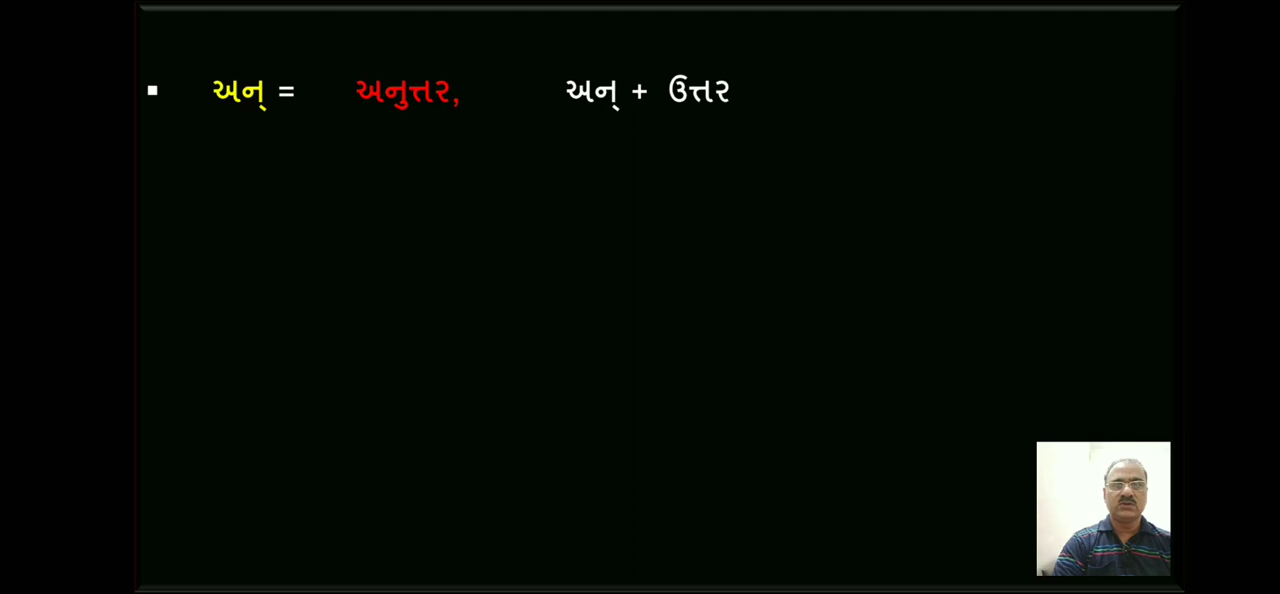 ▪ અન્ = અનુત્તર, અન્ + ઉત્તર